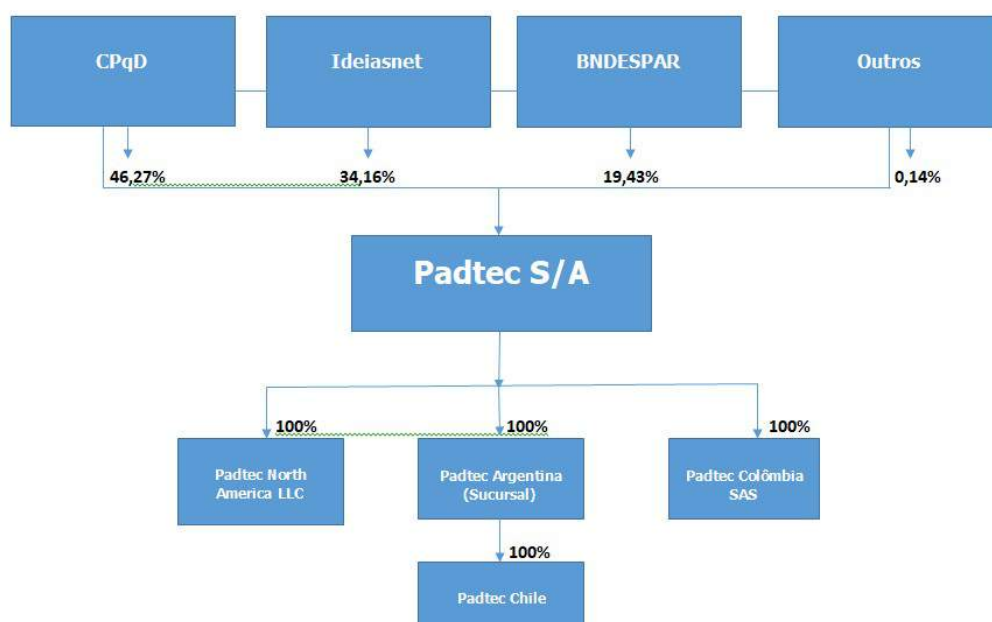 CPqD
Ideiasnet
BNDESPAR
Outros
46,27%
34,16%
19,43%
0,14%
Padtec S/A
100%
100%
100%
Padtec North
America LLC
Padtec Argentina
(Sucursal)
Padtec Colômbia
SAS
100%
Padtec Chile